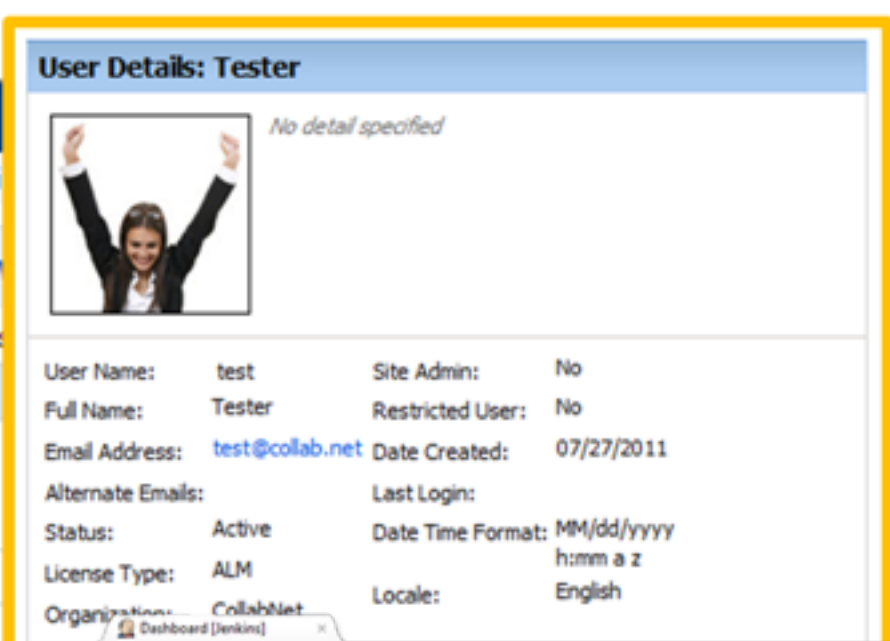 User Details: Tester
No detail specified
User Name: test Site Admin: No
Full Name: Tester Restricted User: No
Email Address: test@collab.net Date Created: 07/27/2011
Alternate Emails: Last Login:
Status: Active Date Time Format: MM/dd/yyyy
h:mm a z
License Type: ALM
Locale: English
Organization: CollabNet
Dashboard [Jenkins] ×